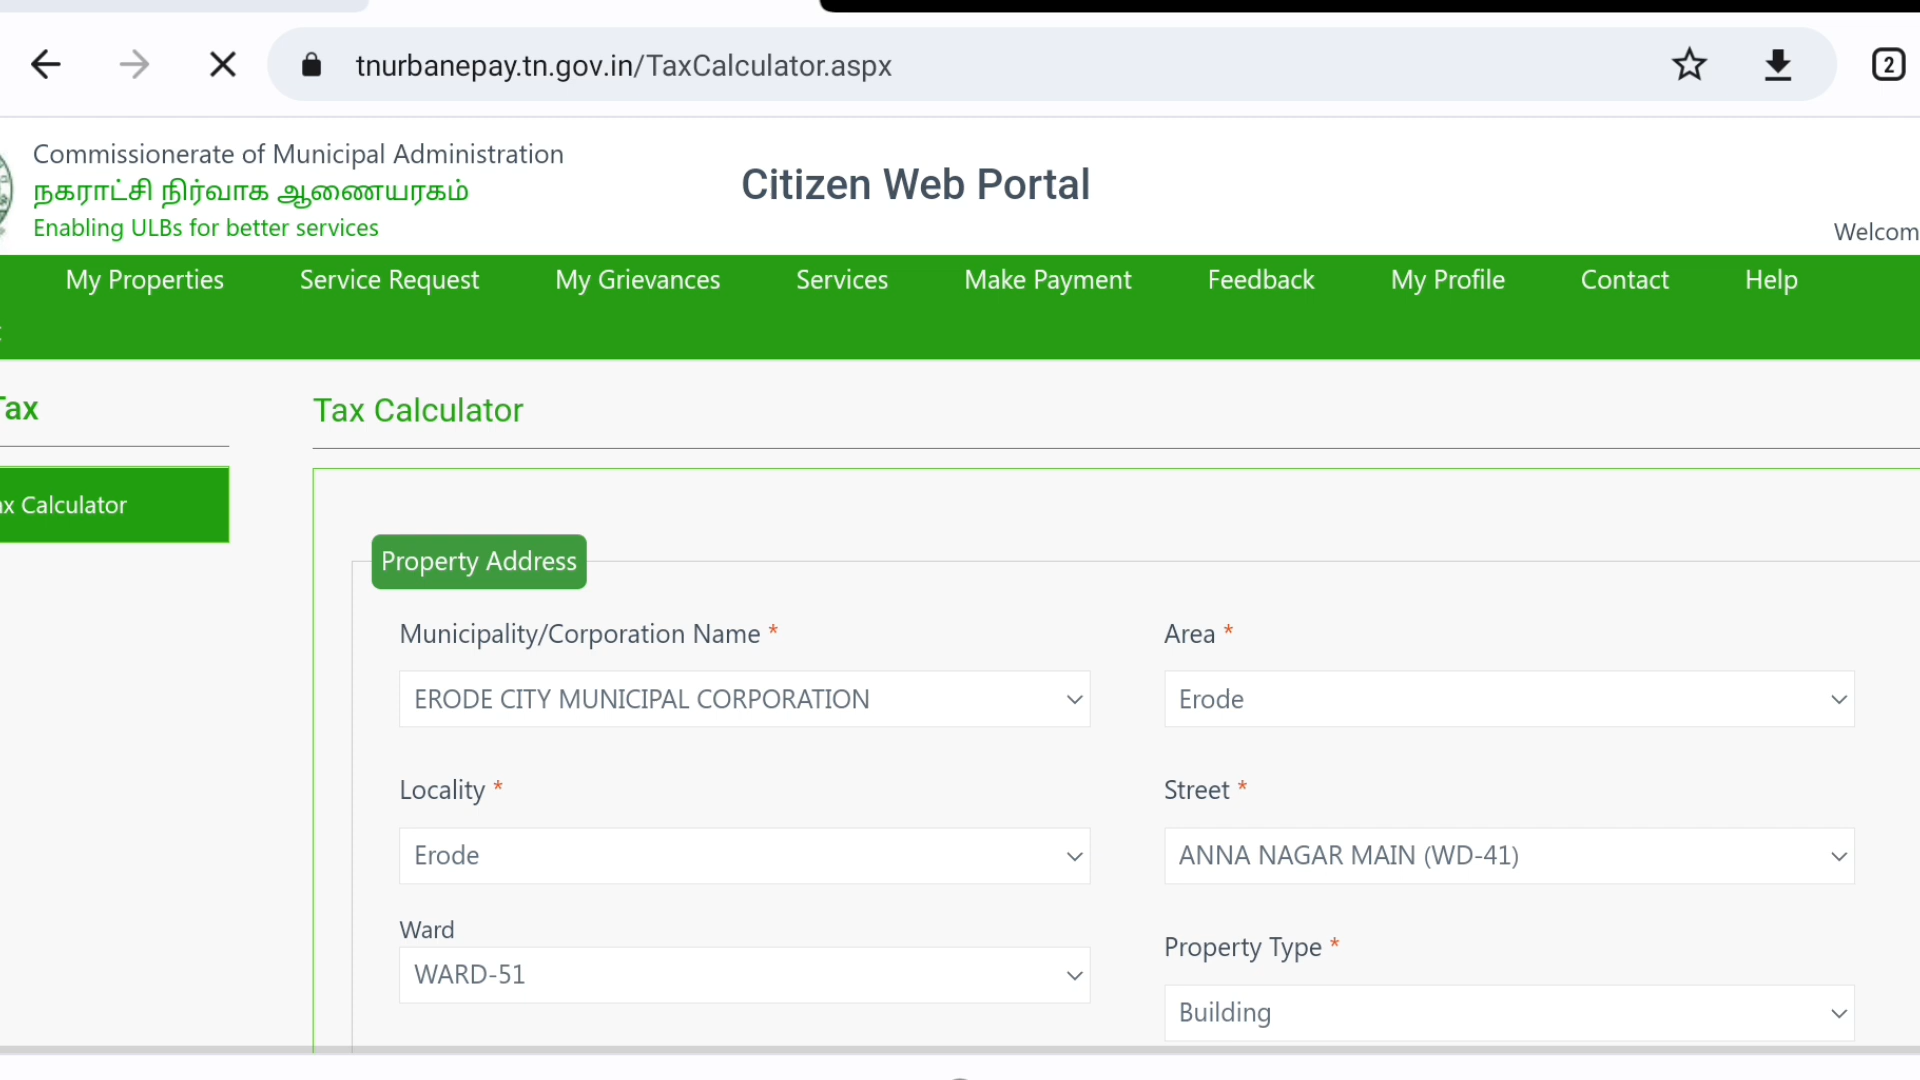 tnurbanepay.tn.gov.in/TaxCalculator.aspx
2
Commissionerate of Municipal Administration
நகராட்சி நிர்வாக ஆணையரகம்
Enabling ULBs for better services
Citizen Web Portal
Welcom
My Properties Service Request My Grievances Services Make Payment Feedback My Profile Contact Help
Tax
Tax Calculator
ax Calculator
Property Address
Municipality/Corporation Name *
ERODE CITY MUNICIPAL CORPORATION
Area *
Erode
Locality *
Erode
Street *
ANNA NAGAR MAIN (WD-41)
Ward
WARD-51
Property Type *
Building